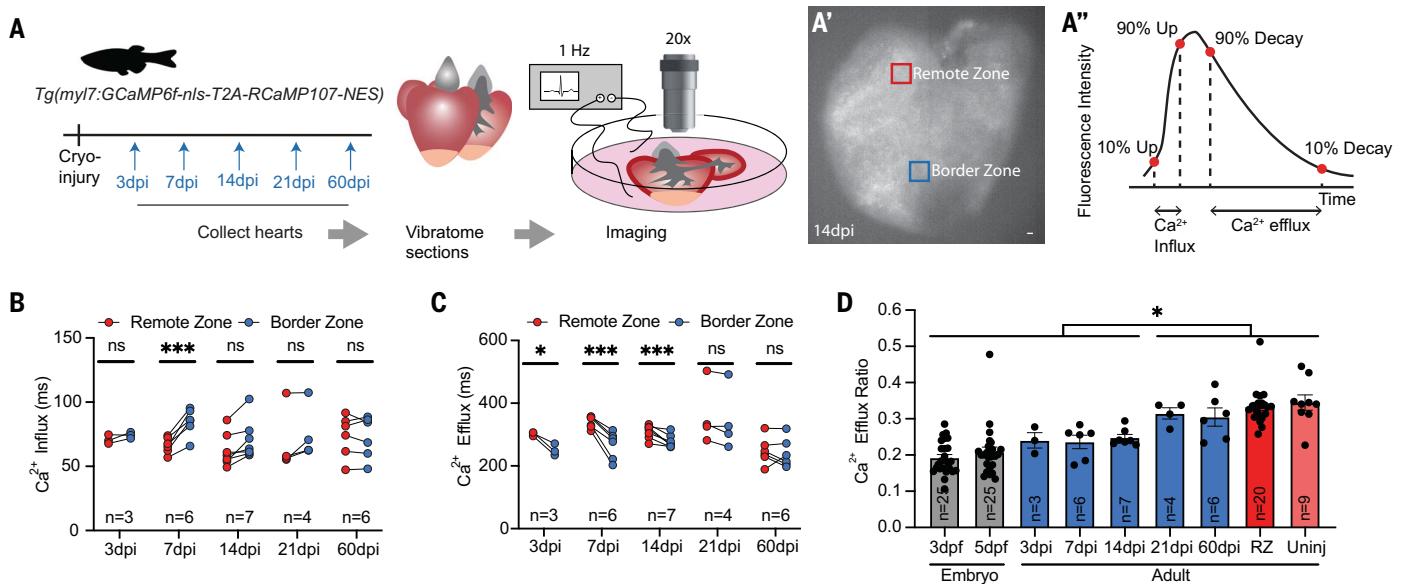 A
Tg(myl7:GCaMP6f-nls-T2A-RCaMP107-NES)
Cryo-
injury
3dpi 7dpi 14dpi 21dpi 60dpi
Collect hearts
Vibratome
sections
1 Hz
20x
Imaging
A'
Remote Zone
Border Zone
14dpi
A"
Fluorescence Intensity
90% Up
90% Decay
10% Up
10% Decay
Time
Ca²⁺
Influx
Ca²⁺ efflux
B
Remote Zone Border Zone
ns *** ns ns ns
Ca²⁺ Influx (ms)
150
100
50
0
n=3 n=6 n=7 n=4 n=6
3dpi 7dpi 14dpi 21dpi 60dpi
C
Remote Zone Border Zone
* *** *** ns ns
Ca²⁺ Efflux (ms)
600
400
200
0
n=3 n=6 n=7 n=4 n=6
3dpi 7dpi 14dpi 21dpi 60dpi
D
*
Ca²⁺ Efflux Ratio
0.6
0.5
0.4
0.3
0.2
0.1
0.0
n=25 n=25 n=3 n=6 n=7 n=4 n=6 n=20 n=9
3dpf 5dpf 3dpi 7dpi 14dpi 21dpi 60dpi RZ Uninj
Embryo Adult